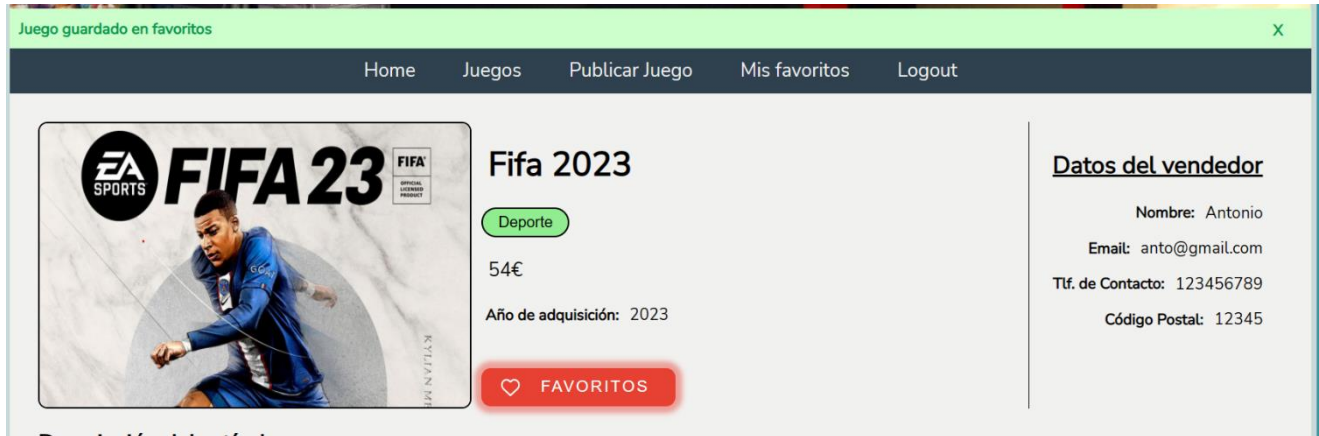 Juego guardado en favoritos
X
Home Juegos Publicar Juego Mis favoritos Logout
EA
SPORTS
FIFA 23
FIFA
OFFICIAL
LICENSED
PRODUCT
Fifa 2023
Deporte
54€
Año de adquisición: 2023
FAVORITOS
Datos del vendedor
Nombre: Antonio
Email: anto@gmail.com
Tlf. de Contacto: 123456789
Código Postal: 12345